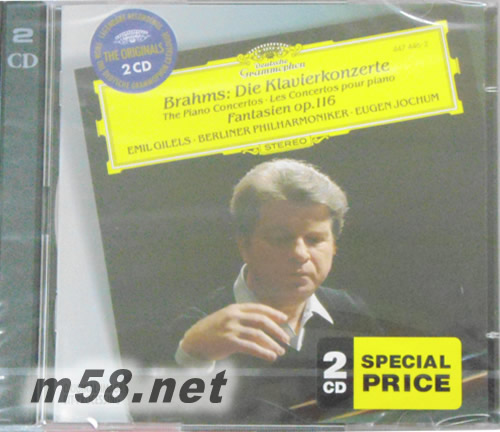 2
CD
THE ORIGINALS
2 CD
Deutsche
Grammophon
Brahms: Die Klavierkonzerte
The Piano Concertos · Les Concertos pour piano
Fantasien op.116
EMIL GILELS · BERLINER PHILHARMONIKER · EUGEN JOCHUM
STEREO
2
CD
SPECIAL
PRICE
m58.net